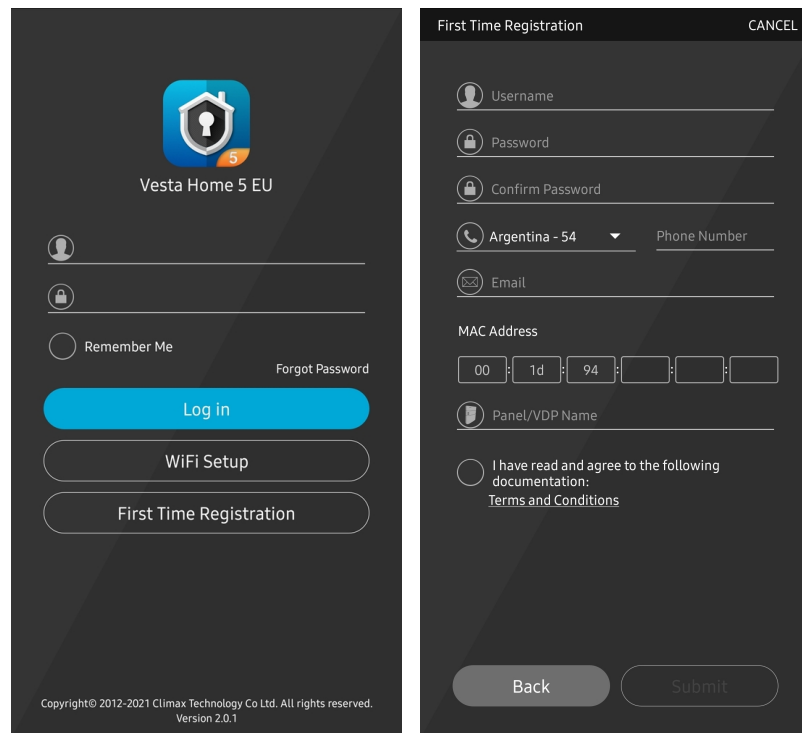 5
Vesta Home 5 EU
Remember Me
Forgot Password
Log in
WiFi Setup
First Time Registration
Copyright© 2012-2021 Climax Technology Co Ltd. All rights reserved.
Version 2.0.1
First Time Registration CANCEL
Username
Password
Confirm Password
Argentina - 54 Phone Number
Email
MAC Address
00 : 1d : 94 : : :
Panel/VDP Name
I have read and agree to the following
documentation:
Terms and Conditions
Back Submit